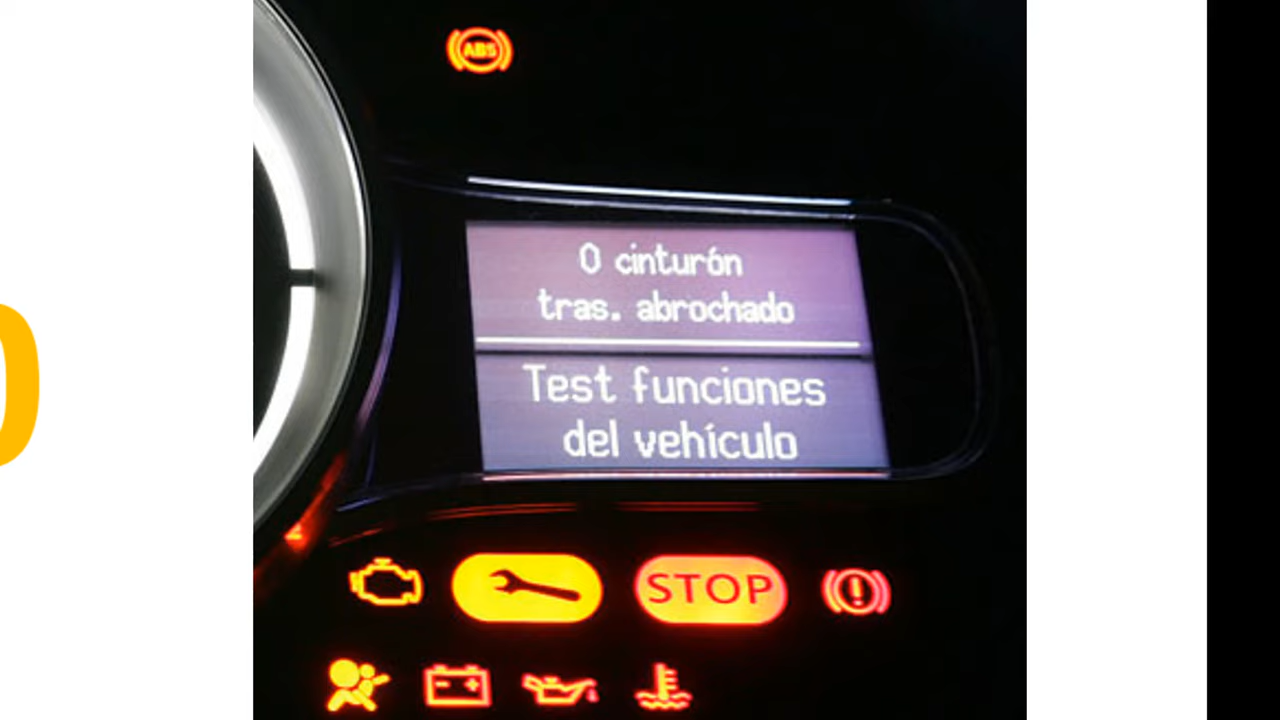 ABS
0 cinturón
tras. abrochado
Test funciones
del vehículo
STOP